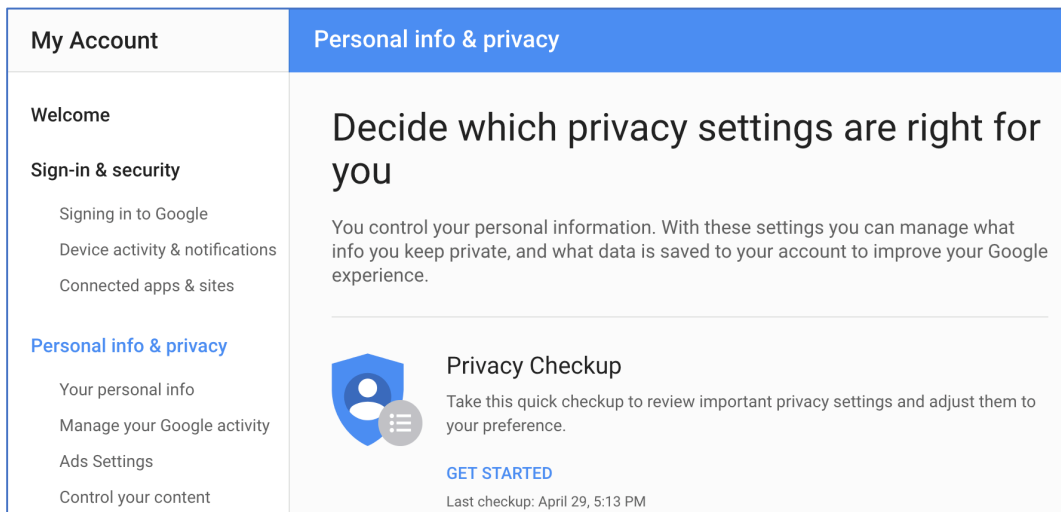 My Account
Welcome
Sign-in & security
Signing in to Google
Device activity & notifications
Connected apps & sites
Personal info & privacy
Your personal info
Manage your Google activity
Ads Settings
Control your content
Personal info & privacy
Decide which privacy settings are right for
you
You control your personal information. With these settings you can manage what
info you keep private, and what data is saved to your account to improve your Google
experience.
Privacy Checkup
Take this quick checkup to review important privacy settings and adjust them to
your preference.
GET STARTED
Last checkup: April 29, 5:13 PM